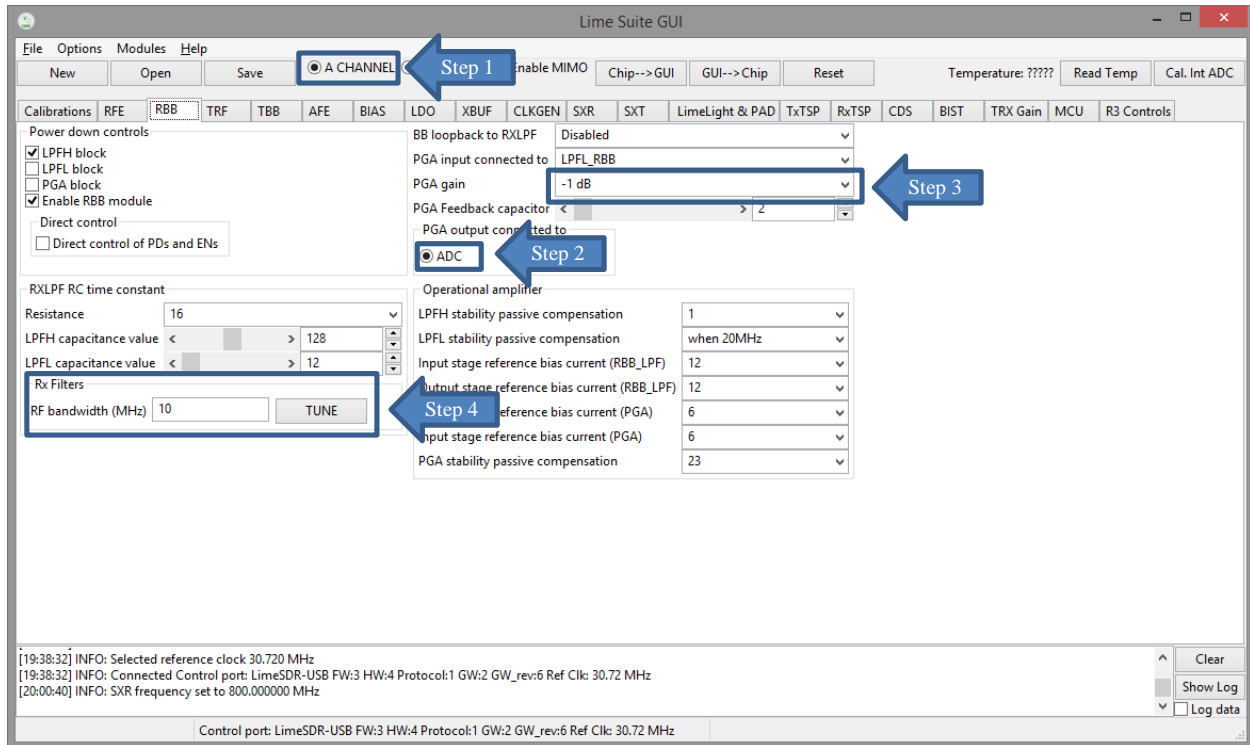 Lime Suite GUI
File Options Modules Help
New Open Save A CHANNEL Step 1 Enable MIMO Chip-->GUI GUI-->Chip Reset Temperature: ????? Read Temp Cal. Int ADC
Calibrations RFE RBB TRF TBB AFE BIAS LDO XBUF CLKGEN SXR SXT LimeLight & PAD TxTSP RxTSP CDS BIST TRX Gain MCU R3 Controls
Power down controls
LPFH block
LPFL block
PGA block
Enable RBB module
Direct control
Direct control of PDs and ENs
BB loopback to RXLPF Disabled
PGA input connected to LPFL_RBB
PGA gain -1 dB
Step 3
PGA Feedback capacitor 2
PGA output connected to
ADC
Step 2
RXLPF RC time constant
Resistance 16
LPFH capacitance value 128
LPFL capacitance value 12
Rx Filters
RF bandwidth (MHz) 10 TUNE
Step 4
Operational amplifier
LPFH stability passive compensation 1
LPFL stability passive compensation when 20MHz
Input stage reference bias current (RBB_LPF) 12
Output stage reference bias current (RBB_LPF) 12
reference bias current (PGA) 6
Input stage reference bias current (PGA) 6
PGA stability passive compensation 23
[19:38:32] INFO: Selected reference clock 30.720 MHz
[19:38:32] INFO: Connected Control port: LimeSDR-USB FW:3 HW:4 Protocol:1 GW:2 GW_rev:6 Ref Clk: 30.72 MHz
[20:00:40] INFO: SXR frequency set to 800.000000 MHz
Clear
Show Log
Log data
Control port: LimeSDR-USB FW:3 HW:4 Protocol:1 GW:2 GW_rev:6 Ref Clk: 30.72 MHz